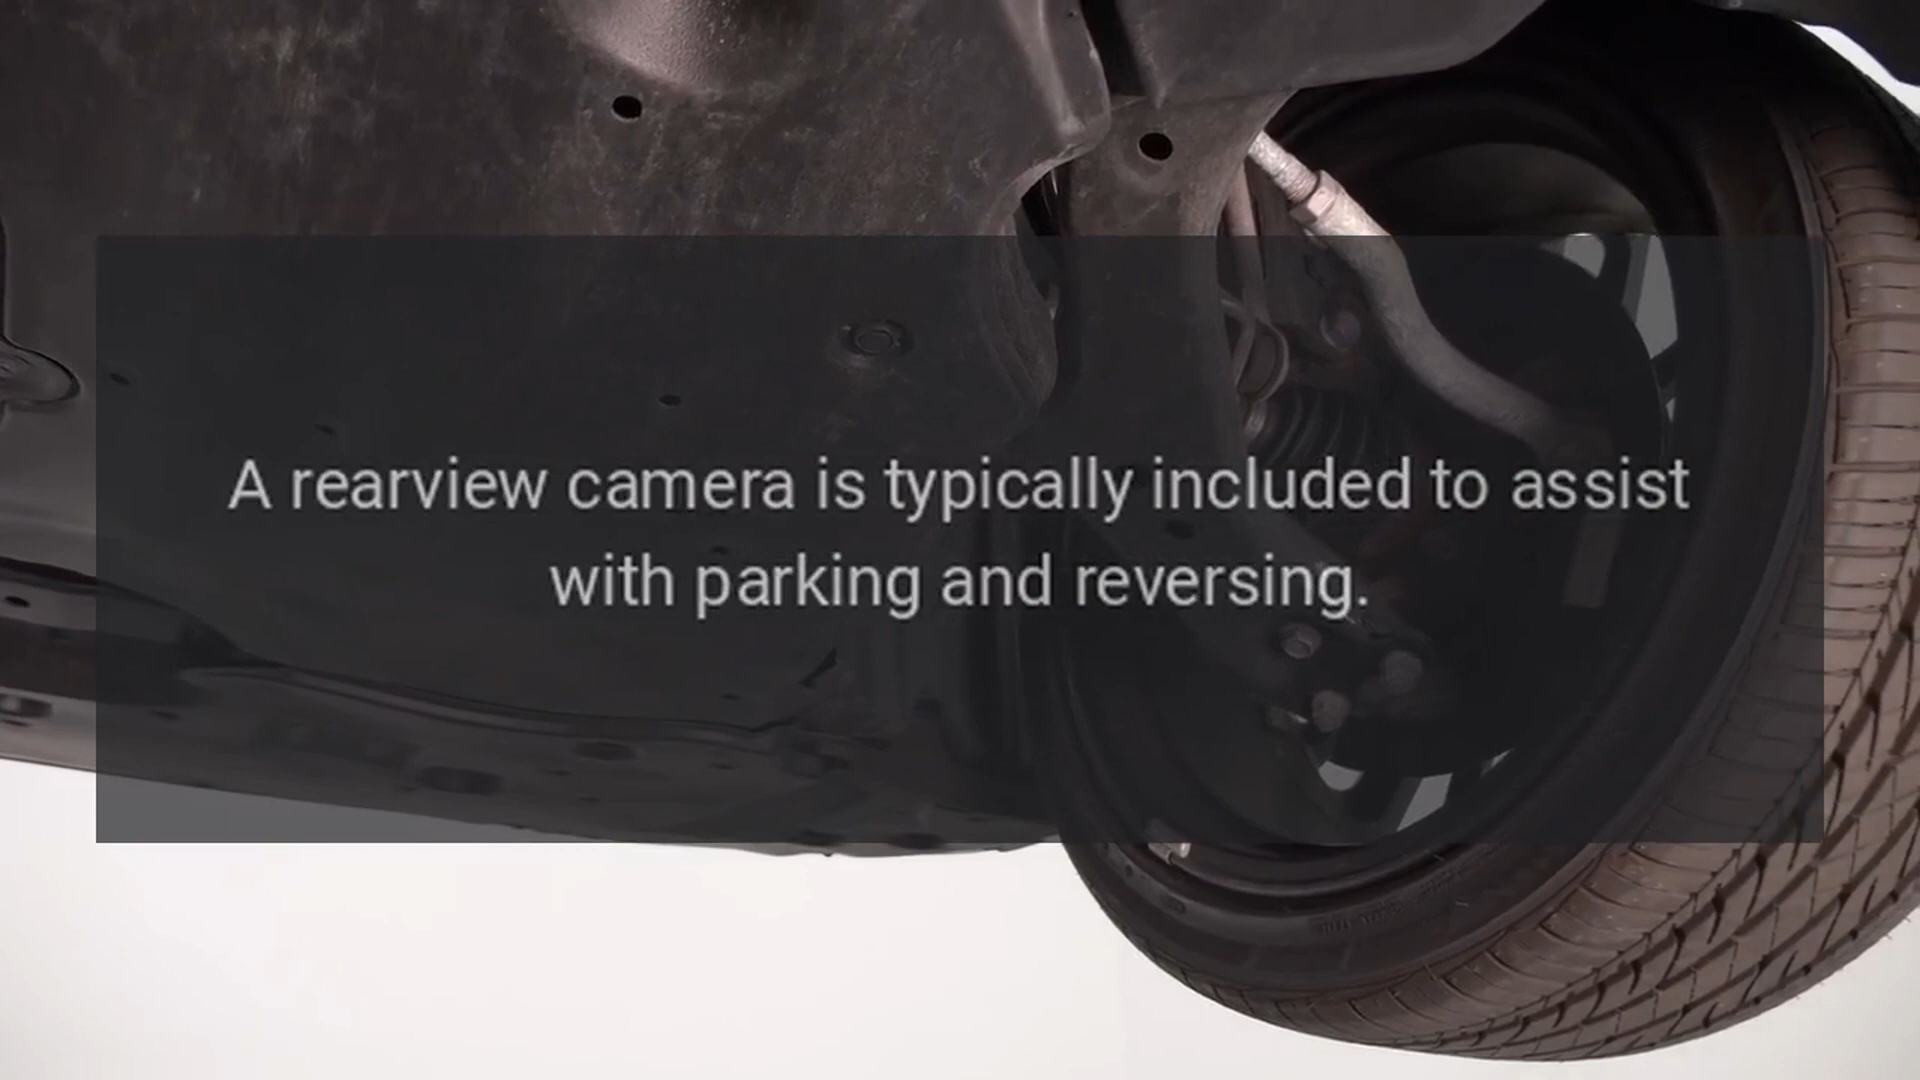 A rearview camera is typically included to assist
with parking and reversing.